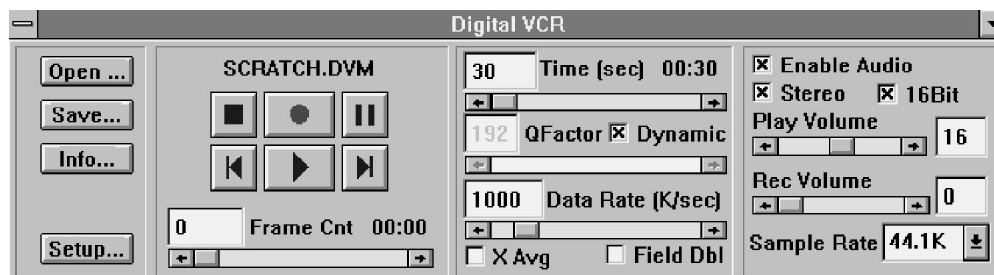 Digital VCR
Open ...
Save...
Info...
Setup...
SCRATCH.DVM
0 Frame Cnt 00:00
30 Time (sec) 00:30
192 QFactor Dynamic
1000 Data Rate (K/sec)
X Avg Field Dbl
Enable Audio
Stereo 16Bit
Play Volume
16
Rec Volume
0
Sample Rate 44.1K